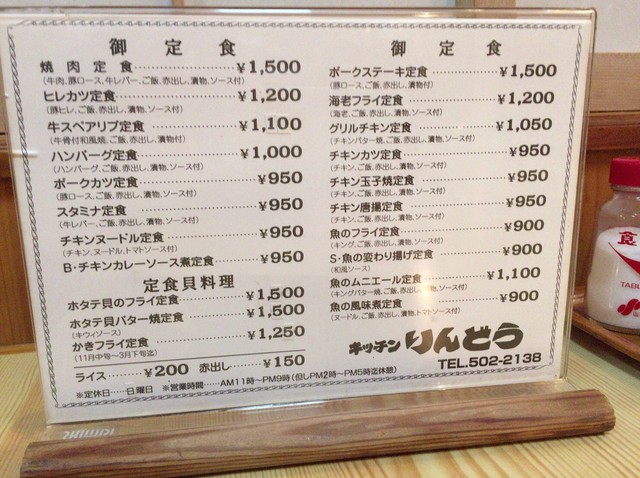 御定食
焼肉定食 ¥1,500
(牛肉、豚ロース、牛レバー、ご飯、赤出し、漬物、ソース付)
ヒレカツ定食 ¥1,200
(豚ヒレ、ご飯、赤出し、漬物、ソース付)
牛スペアリブ定食 ¥1,100
(牛骨付和風焼、ご飯、赤出し、漬物付)
ハンバーグ定食 ¥1,000
(ハンバーグ、ご飯、赤出し、漬物、ソース付)
ポークカツ定食 ¥950
(豚ロース、ご飯、赤出し、漬物、ソース付)
スタミナ定食 ¥950
(牛レバー、ご飯、赤出し、漬物、ソース付)
チキンヌードル定食 ¥950
(チキン、ヌードル、トマトソース付)
B・チキンカレーソース煮定食 ¥950
定食貝料理
ホタテ貝のフライ定食 ¥1,500
ホタテ貝バター焼定食 ¥1,500
(キウィソース)
かきフライ定食 ¥1,250
(11月中旬〜3月下旬迄)
ライス ¥200 赤出し ¥150
※定休日……日曜日 ※営業時間……AM11時〜PM9時(但しPM2時〜PM5時迄休憩)
御定食
ポークステーキ定食 ¥1,500
(豚ロース、ご飯、赤出し、漬物、ソース付)
海老フライ定食 ¥1,200
(海老、ご飯、赤出し、漬物、ソース付)
グリルチキン定食 ¥1,050
(チキンバター焼、ご飯、赤出し、漬物、ソース付)
チキンカツ定食 ¥950
(チキン、ご飯、赤出し、漬物、ソース付)
チキン玉子焼定食 ¥950
(チキン、ご飯、赤出し、漬物、ソース付)
チキン唐揚定食 ¥950
(チキン、ご飯、赤出し、漬物、ソース付)
魚のフライ定食 ¥900
(キング、ご飯、赤出し、漬物、ソース付)
S・魚の変わり揚げ定食 ¥900
(和風ソース)
魚のムニエール定食 ¥1,100
(キングバター焼、ご飯、赤出し、漬物、ソース付)
魚の風味煮定食 ¥900
(ヌードル、ご飯、赤出し、漬物、トマトソース付)
キッチンりんどう
TEL.502-2138
食
TABL